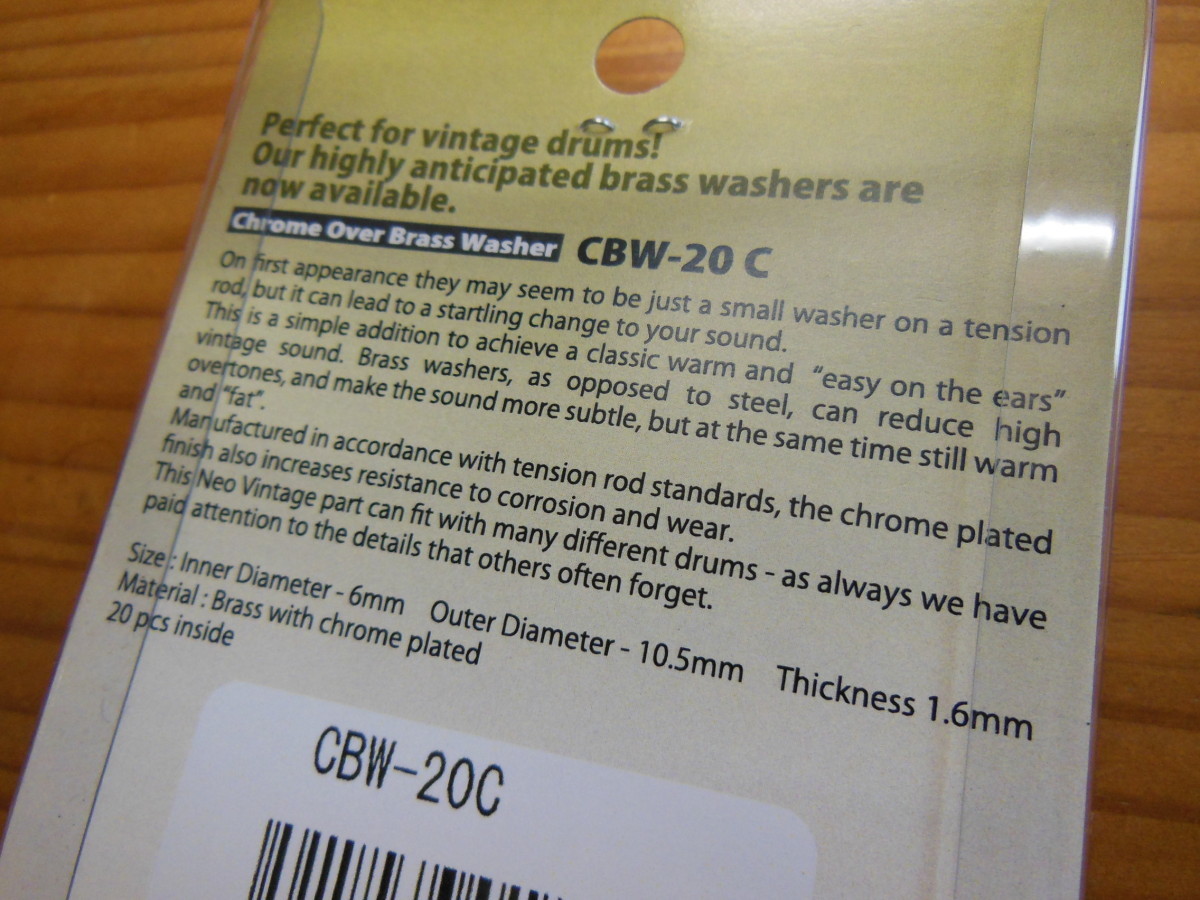 Perfect for vintage drums!
Our highly anticipated brass washers are
now available.
Chrome Over Brass Washer CBW-20 C
On first appearance they may seem to be just a small washer on a tension
rod, but it can lead to a startling change to your sound.
This is a simple addition to achieve a classic warm and "easy on the ears"
vintage sound. Brass washers, as opposed to steel, can reduce high
overtones, and make the sound more subtle, but at the same time still warm
and "fat".
Manufactured in accordance with tension rod standards, the chrome plated
finish also increases resistance to corrosion and wear.
This Neo Vintage part can fit with many different drums - as always we have
paid attention to the details that others often forget.
Size : Inner Diameter - 6mm Outer Diameter - 10.5mm Thickness 1.6mm
Material : Brass with chrome plated
20 pcs inside
CBW-20C